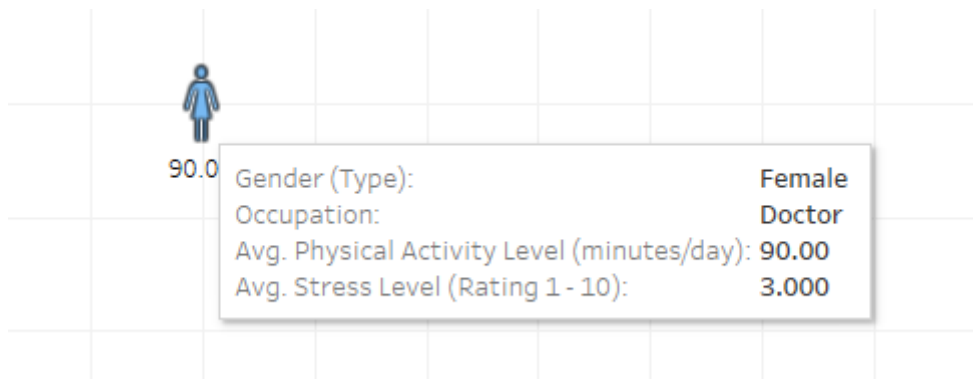 90.0
Gender (Type): Female
Occupation: Doctor
Avg. Physical Activity Level (minutes/day): 90.00
Avg. Stress Level (Rating 1 - 10): 3.000